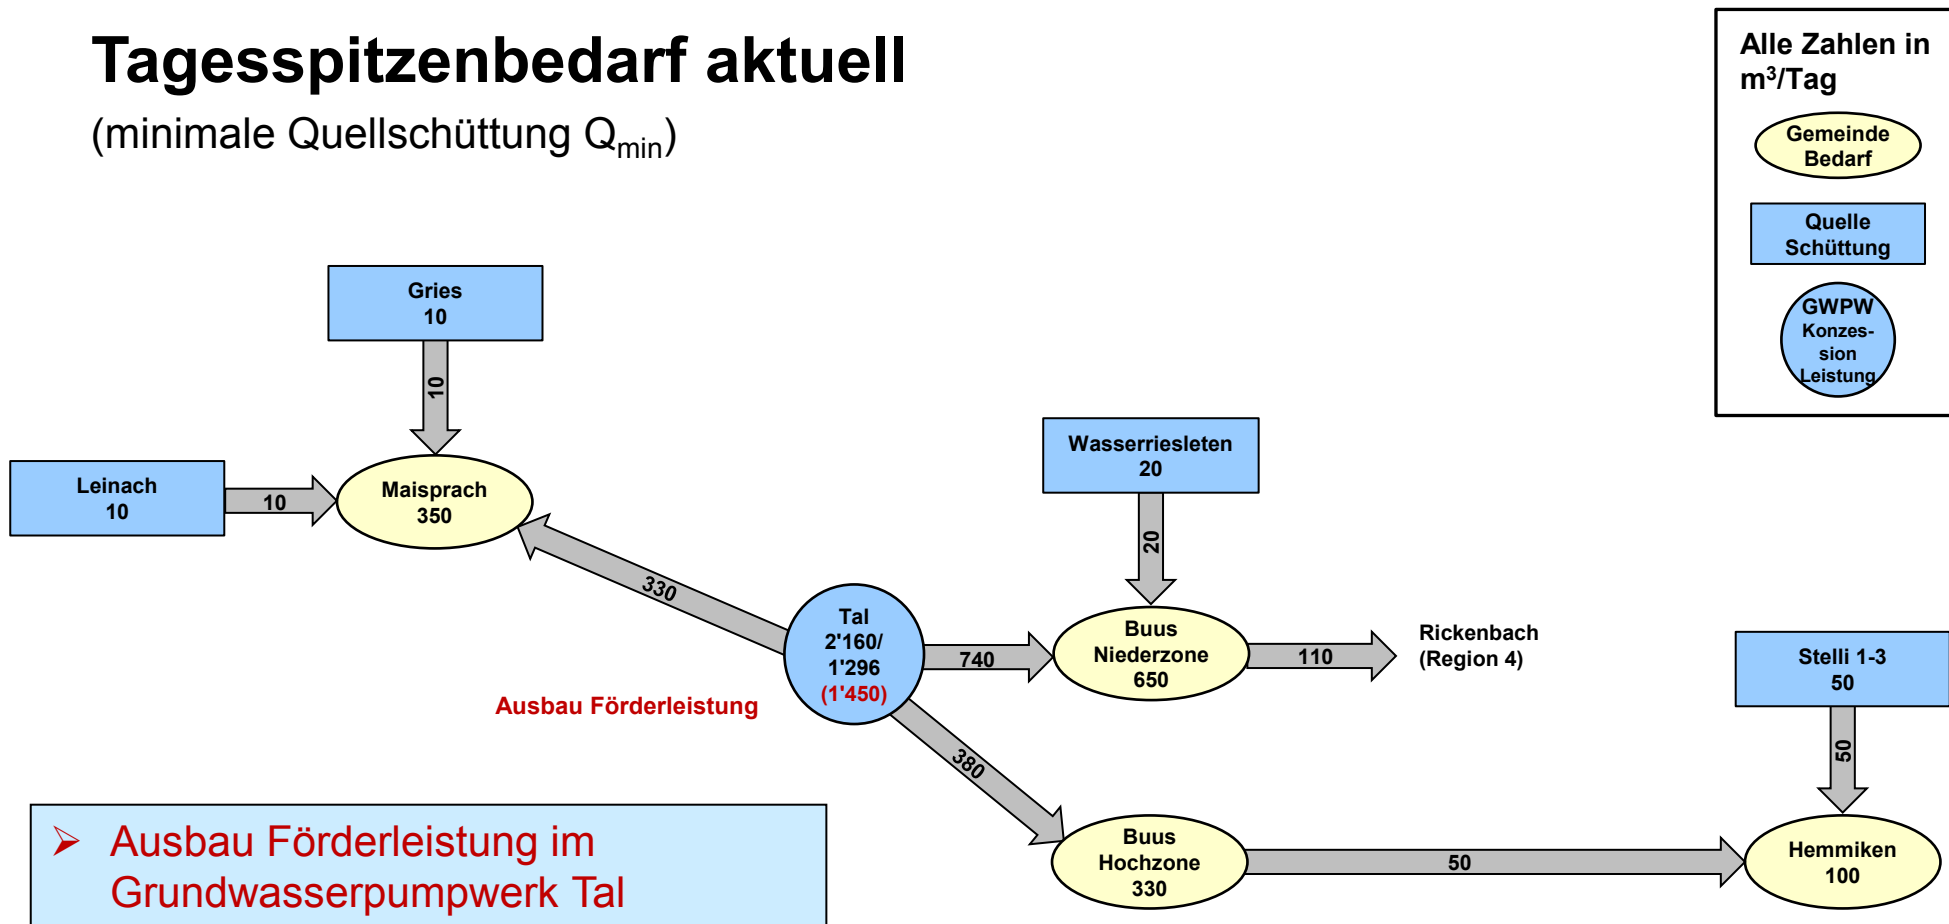 Tagesspitzenbedarf aktuell
(minimale Quellschüttung Qmin)
Alle Zahlen in
m³/Tag
Gemeinde
Bedarf
Quelle
Schüttung
GWPW
Konzes-
sion
Leistung
Gries
10
10
Leinach
10
10
Maisprach
350
330
Wasserriesleten
20
20
Tal
2'160/
1'296
(1'450)
Ausbau Förderleistung
740
Buus
Niederzone
650
110
Rickenbach
(Region 4)
Stelli 1-3
50
50
380
Buus
Hochzone
330
50
Hemmiken
100
➢ Ausbau Förderleistung im
Grundwasserpumpwerk Tal